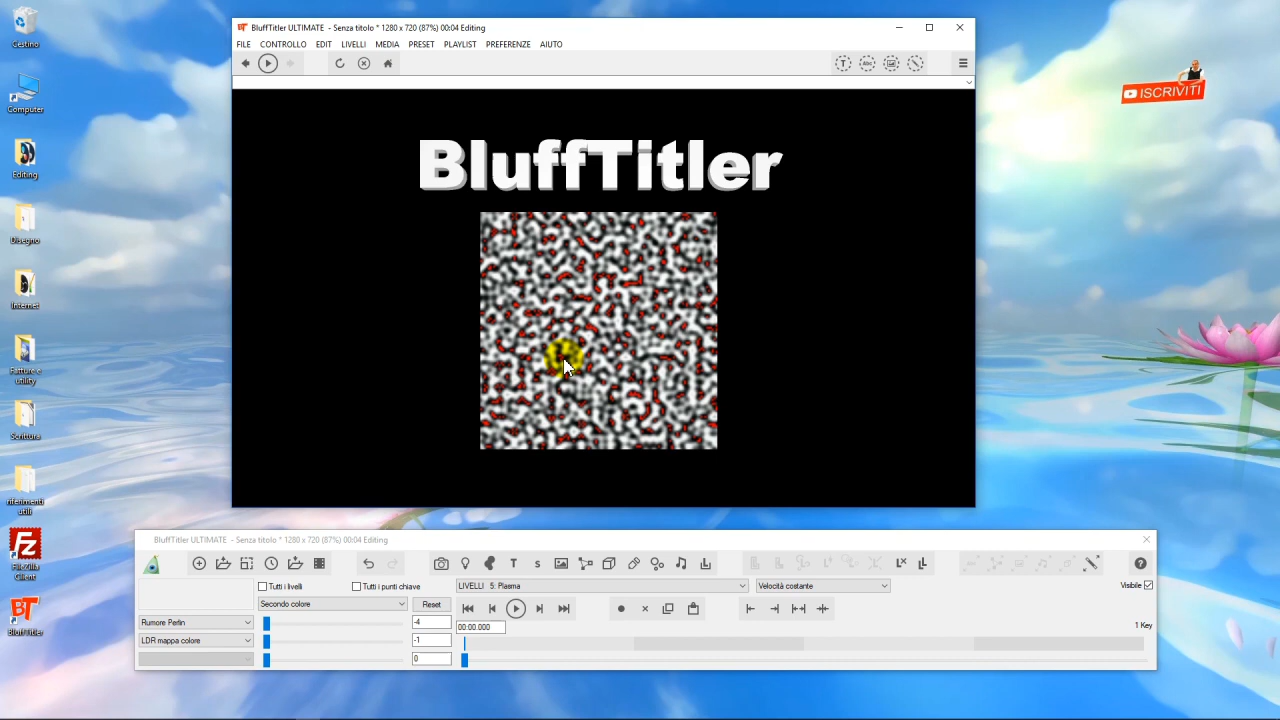 Cestino
Computer
Editing
Disegno
Internet
Fatture e
utility
Scrittura
riferimenti
utili
FileZilla
Client
BluffTitler
BluffTitler ULTIMATE - Senza titolo * 1280 x 720 (87%) 00:04 Editing
FILE CONTROLLO EDIT LIVELLI MEDIA PRESET PLAYLIST PREFERENZE AIUTO
T Abc
BluffTitler
ISCRIVITI
BluffTitler ULTIMATE - Senza titolo * 1280 x 720 (87%) 00:04 Editing
Tutti i livelli Tutti i punti chiave LIVELLI 5: Plasma Velocità costante Visibile
Secondo colore Reset
Rumore Perlin -4 00:00.000 1 Key
LDR mappa colore -1
0